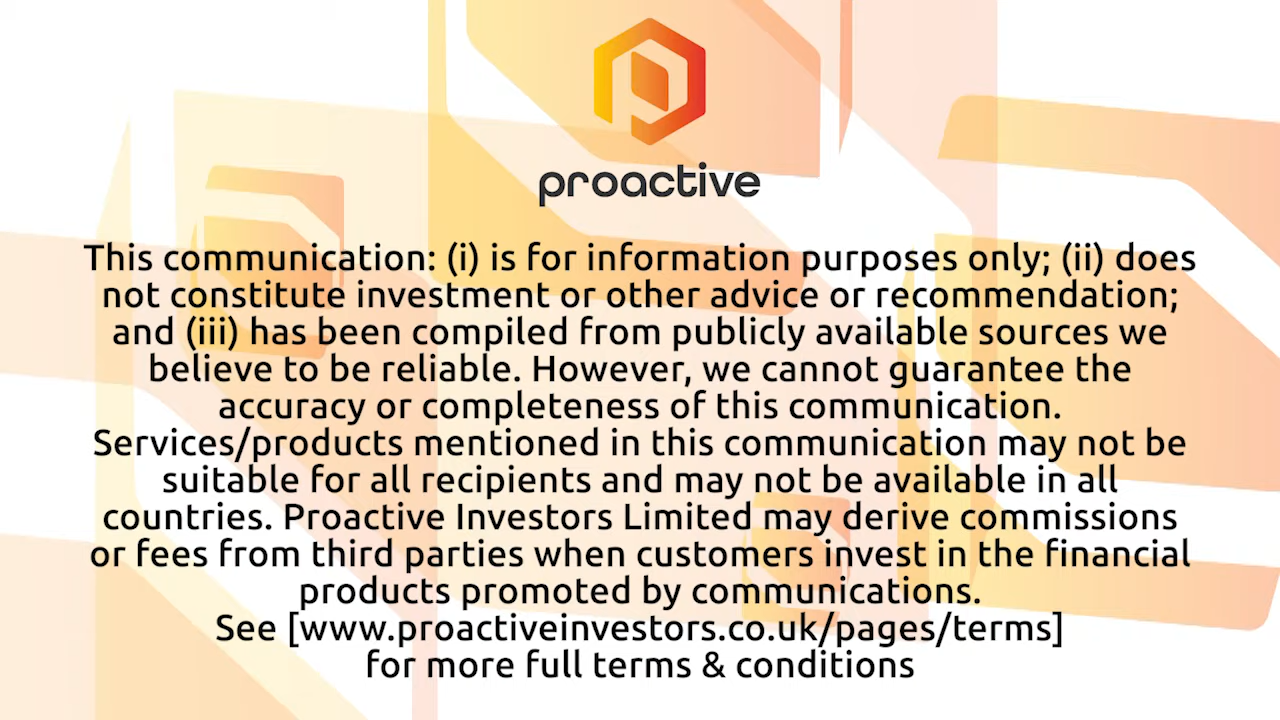 proactive
This communication: (i) is for information purposes only; (ii) does
not constitute investment or other advice or recommendation;
and (iii) has been compiled from publicly available sources we
believe to be reliable. However, we cannot guarantee the
accuracy or completeness of this communication.
Services/products mentioned in this communication may not be
suitable for all recipients and may not be available in all
countries. Proactive Investors Limited may derive commissions
or fees from third parties when customers invest in the financial
products promoted by communications.
See [www.proactiveinvestors.co.uk/pages/terms]
for more full terms & conditions